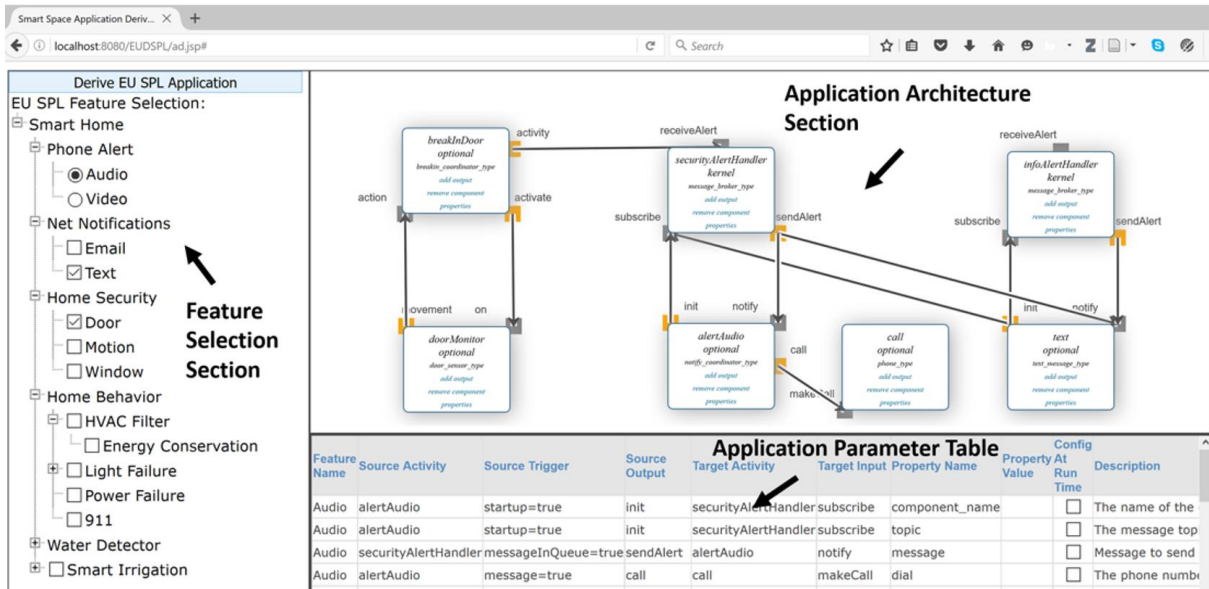 Smart Space Application Deriv...
localhost:8080/EUDSPL/ad.jsp#
Search
Derive EU SPL Application
EU SPL Feature Selection:
Smart Home
Phone Alert
Audio
Video
Net Notifications
Email
Text
Home Security
Door
Motion
Window
Home Behavior
HVAC Filter
Energy Conservation
Light Failure
Power Failure
911
Water Detector
Smart Irrigation
Feature
Selection
Section
Application Architecture
Section
breakInDoor
optional
breakin_coordinator_type
add output
remove component
properties
activity
action
activate
receiveAlert
securityAlertHandler
kernel
message_broker_type
add output
remove component
properties
subscribe
sendAlert
receiveAlert
infoAlertHandler
kernel
message_broker_type
add output
remove component
properties
subscribe
sendAlert
on
doorMonitor
optional
door_sensor_type
add output
remove component
properties
init notify
alertAudio
optional
notify_coordinator_type
add output
remove component
properties
call
call
optional
phone_type
add output
remove component
properties
init notify
text
optional
text_message_type
add output
remove component
properties
Application Parameter Table
Feature Name Source Activity Source Trigger Source Output Target Activity Target Input Property Name Property Value Config At Run Time Description
Audio alertAudio startup=true init securityAlertHandler subscribe component_name The name of the
Audio alertAudio startup=true init securityAlertHandler subscribe topic The message top
Audio securityAlertHandler messageInQueue=true sendAlert alertAudio notify message Message to send
Audio alertAudio message=true call call makeCall dial The phone numbe